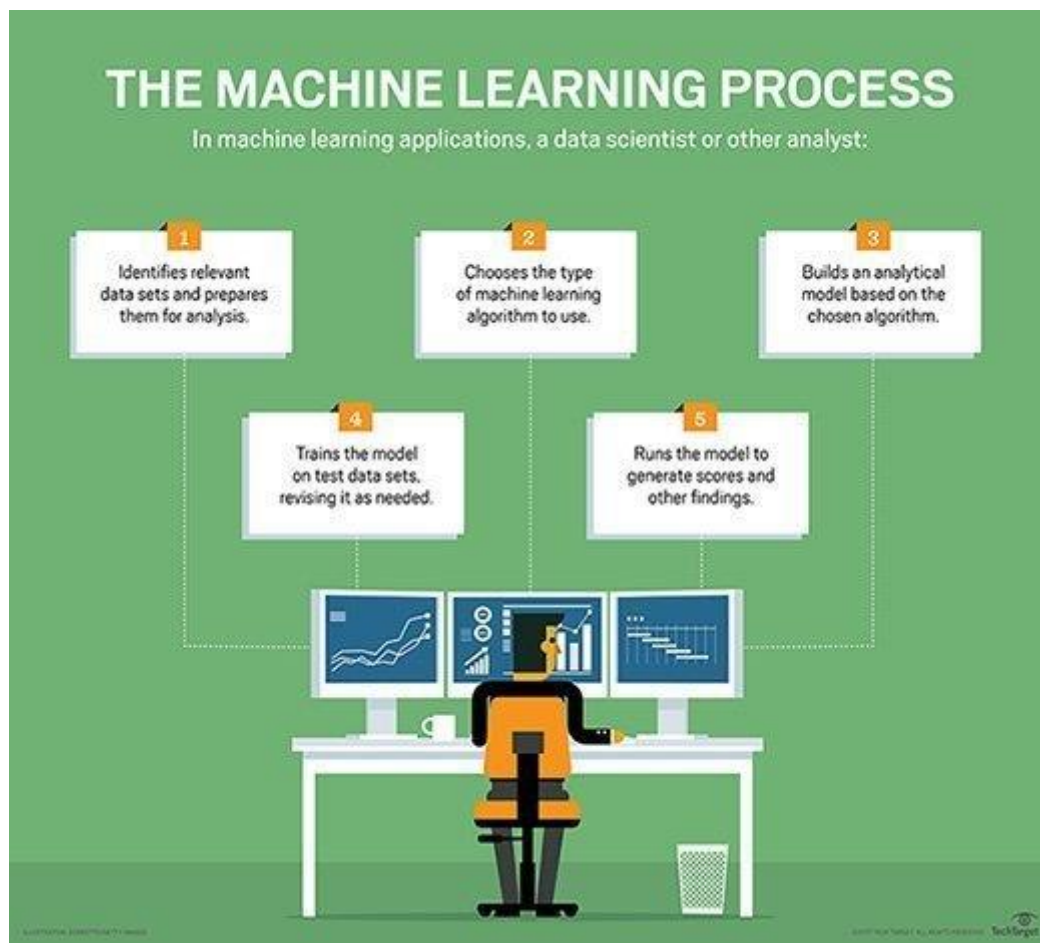 THE MACHINE LEARNING PROCESS
In machine learning applications, a data scientist or other analyst:
1
Identifies relevant
data sets and prepares
them for analysis.
2
Chooses the type
of machine learning
algorithm to use.
3
Builds an analytical
model based on the
chosen algorithm.
4
Trains the model
on test data sets,
revising it as needed.
5
Runs the model to
generate scores and
other findings.
TechTarget